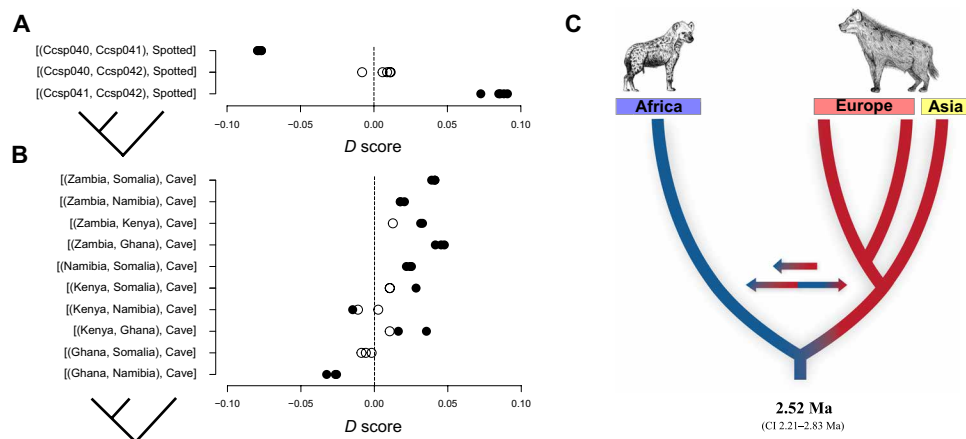 A
[(Ccsp040, Ccsp041), Spotted]
[(Ccsp040, Ccsp042), Spotted]
[(Ccsp041, Ccsp042), Spotted]
−0.10 −0.05 0.00 0.05 0.10
D score
B
[(Zambia, Somalia), Cave]
[(Zambia, Namibia), Cave]
[(Zambia, Kenya), Cave]
[(Zambia, Ghana), Cave]
[(Namibia, Somalia), Cave]
[(Kenya, Somalia), Cave]
[(Kenya, Namibia), Cave]
[(Kenya, Ghana), Cave]
[(Ghana, Somalia), Cave]
[(Ghana, Namibia), Cave]
−0.10 −0.05 0.00 0.05 0.10
D score
C
Africa Europe Asia
2.52 Ma
(CI 2.21–2.83 Ma)